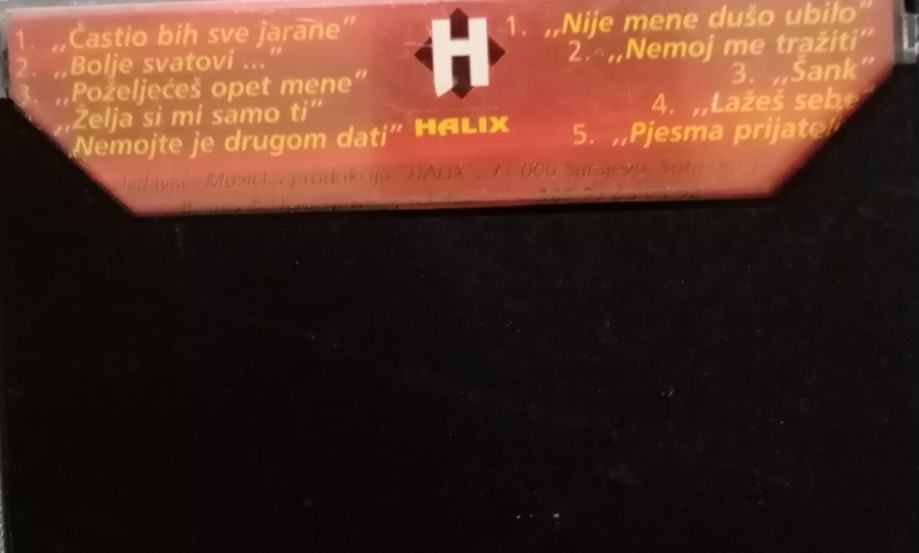 1. „Častio bih sve jarane”
2. „Bolje svatovi ...”
3. „Poželjećeš opet mene”
„Želja si mi samo ti”
„Nemojte je drugom dati”
H
HALIX
1. „Nije mene dušo ubilo”
2. „Nemoj me tražiti”
3. „Šank”
4. „Lažeš sebe”
5. „Pjesma
Izdavač: Muzička produkcija "HALIX", 71 000 Sarajevo,